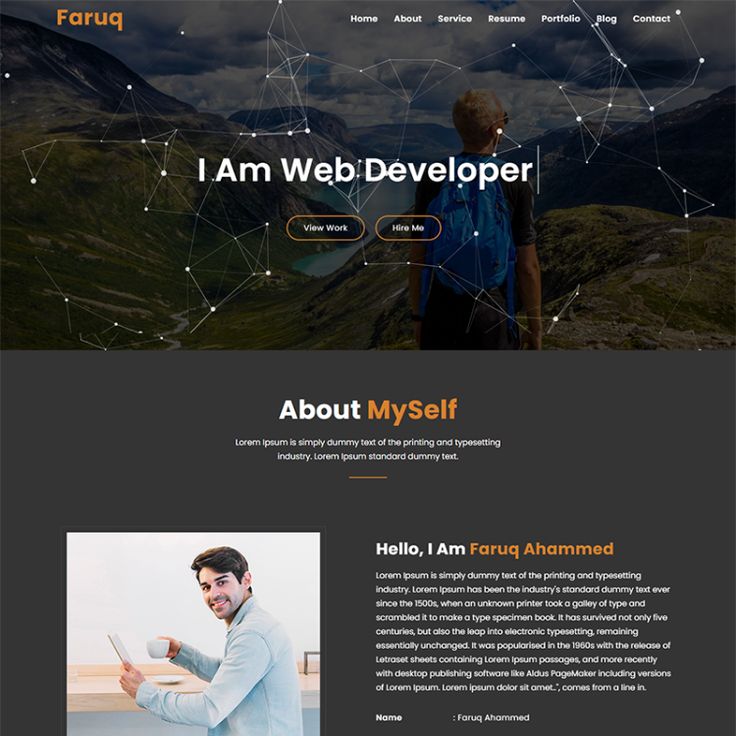 Faruq
Home About Service Resume Portfolio Blog Contact
I Am Web Developer
View Work Hire Me
About MySelf
Lorem Ipsum is simply dummy text of the printing and typesetting
industry. Lorem Ipsum standard dummy text.
Hello, I Am Faruq Ahammed
Lorem Ipsum is simply dummy text of the printing and typesetting
industry. Lorem Ipsum has been the industry's standard dummy text ever
since the 1500s, when an unknown printer took a galley of type and
scrambled it to make a type specimen book. It has survived not only five
centuries, but also the leap into electronic typesetting, remaining
essentially unchanged. It was popularised in the 1960s with the release of
Letraset sheets containing Lorem Ipsum passages, and more recently
with desktop publishing software like Aldus PageMaker including versions
of Lorem Ipsum. Lorem ipsum dolor sit amet..", comes from a line in.
Name : Faruq Ahammed